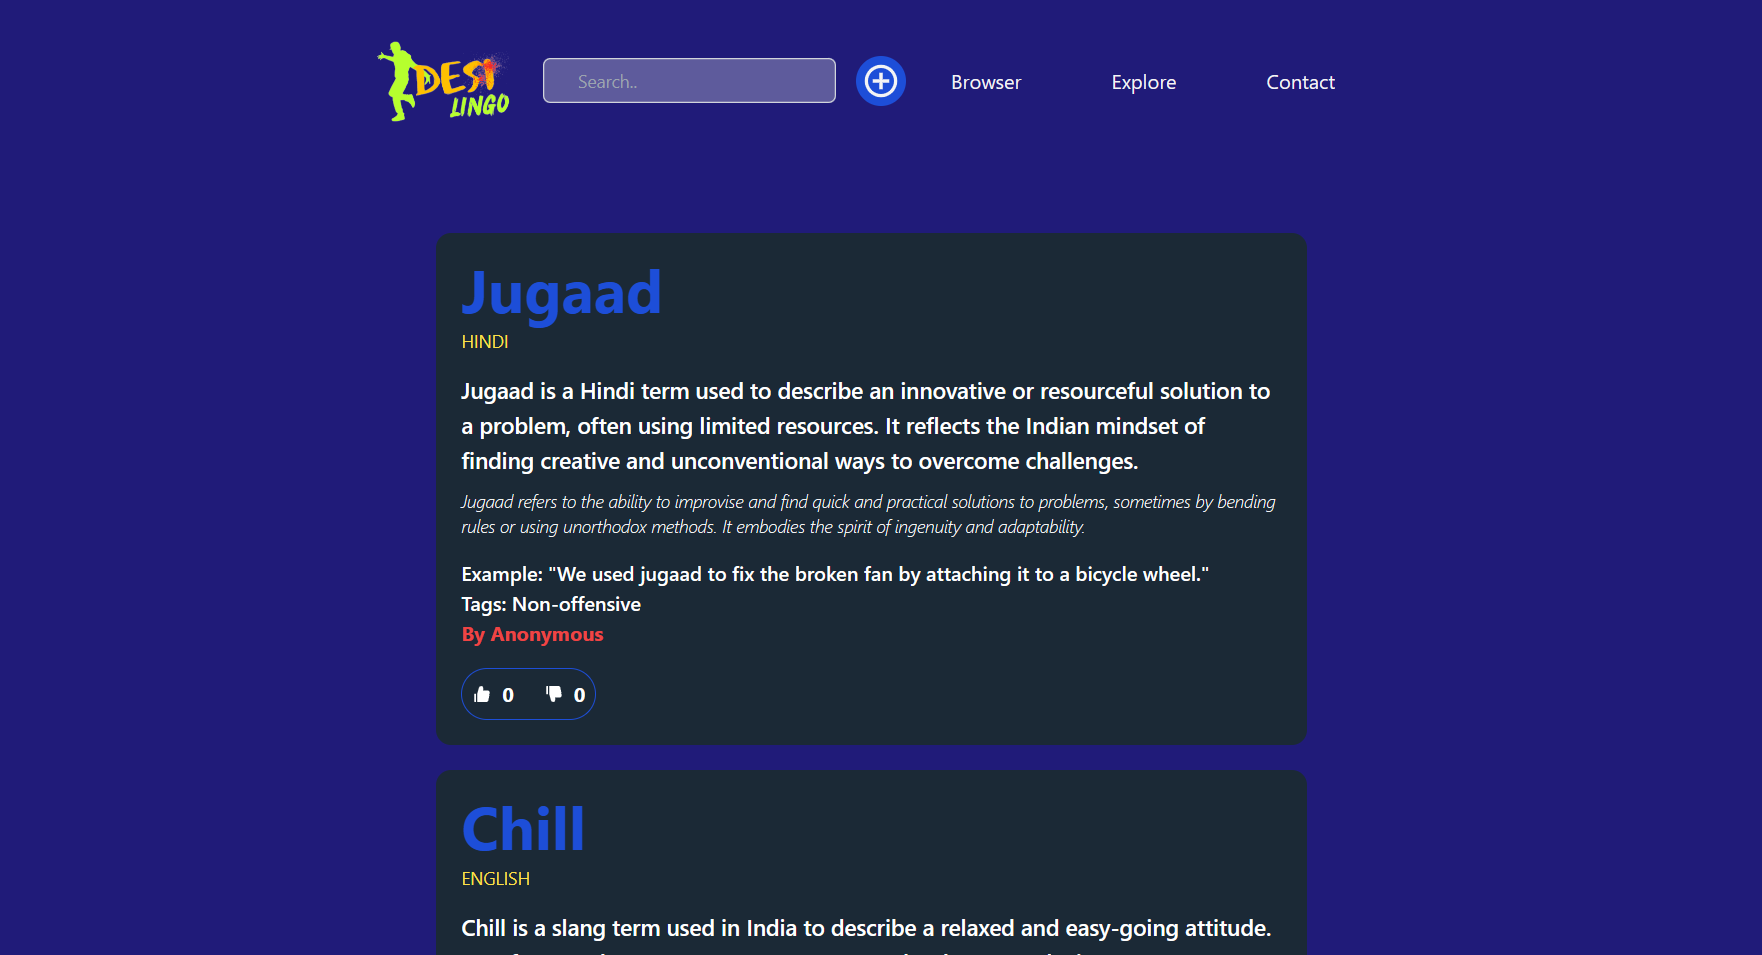 DESI
LINGO
Search..
Browser
Explore
Contact
Jugaad
HINDI
Jugaad is a Hindi term used to describe an innovative or resourceful solution to
a problem, often using limited resources. It reflects the Indian mindset of
finding creative and unconventional ways to overcome challenges.
Jugaad refers to the ability to improvise and find quick and practical solutions to problems, sometimes by bending
rules or using unorthodox methods. It embodies the spirit of ingenuity and adaptability.
Example: "We used jugaad to fix the broken fan by attaching it to a bicycle wheel."
Tags: Non-offensive
By Anonymous
0 0
Chill
ENGLISH
Chill is a slang term used in India to describe a relaxed and easy-going attitude.